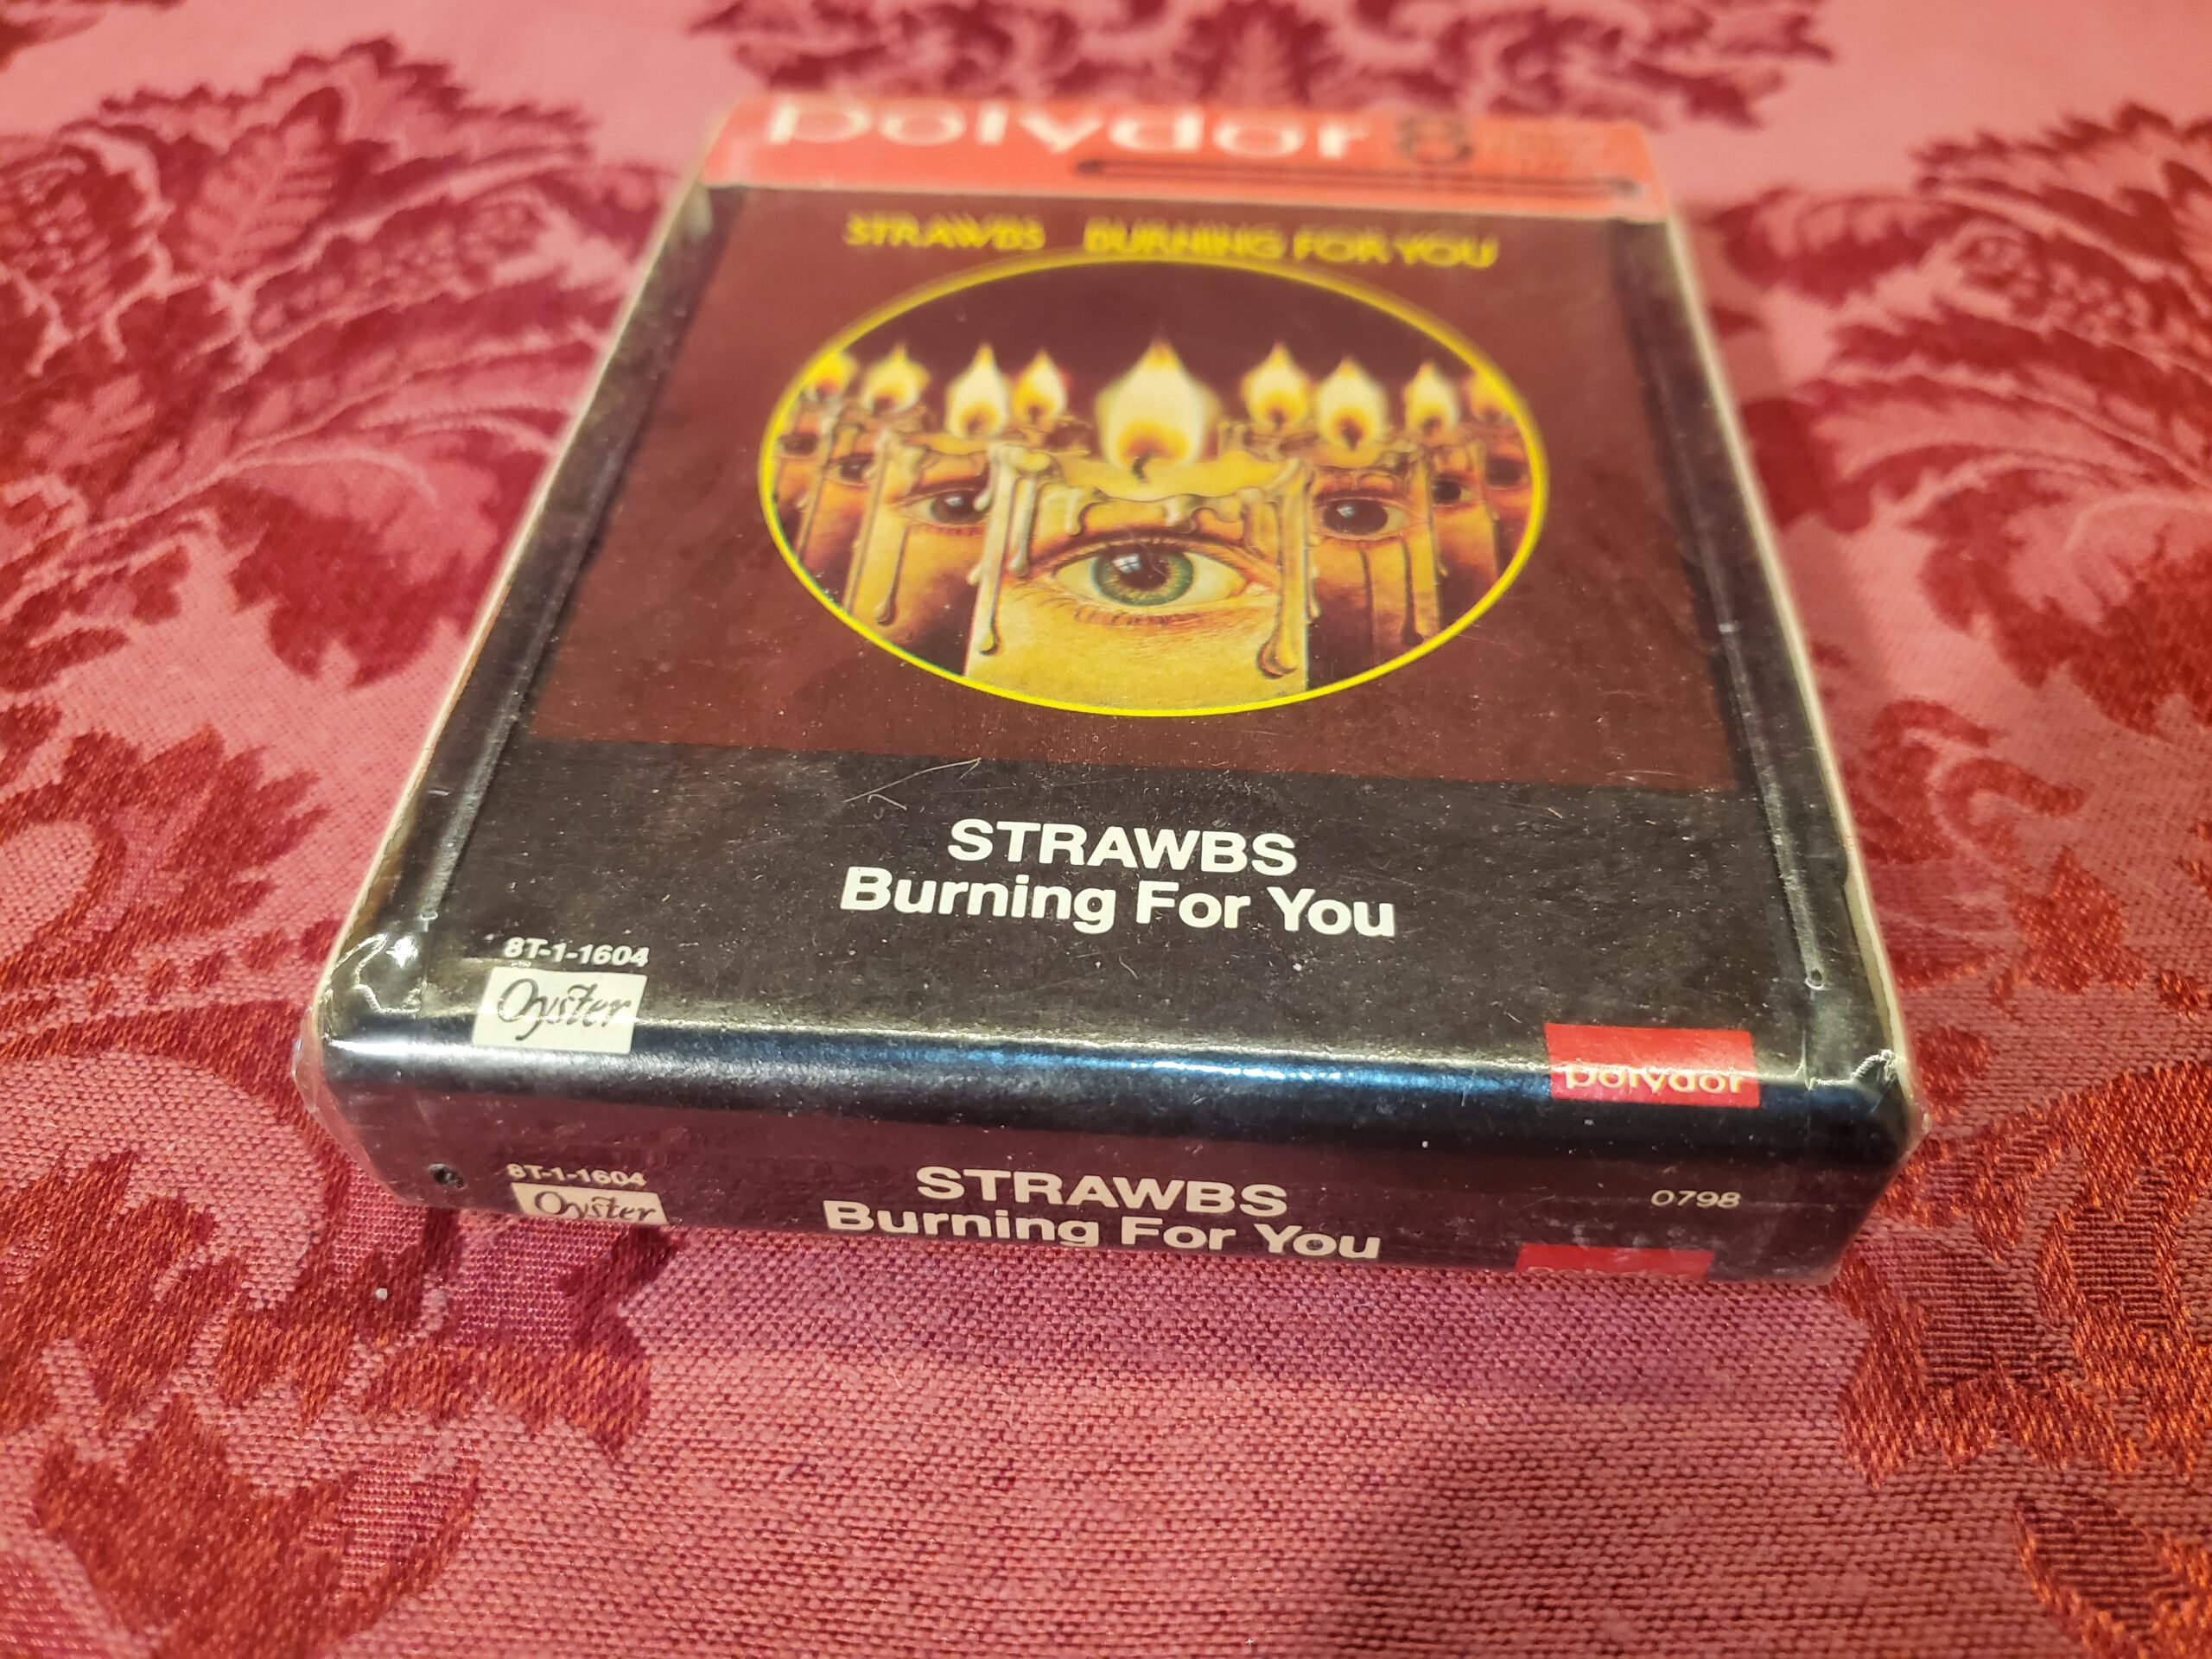 polydor 8
STRAWBS BURNING FOR YOU
STRAWBS
Burning For You
8T-1-1604
Oyster
polydor
8T-1-1604
Oyster
STRAWBS
Burning For You
0798